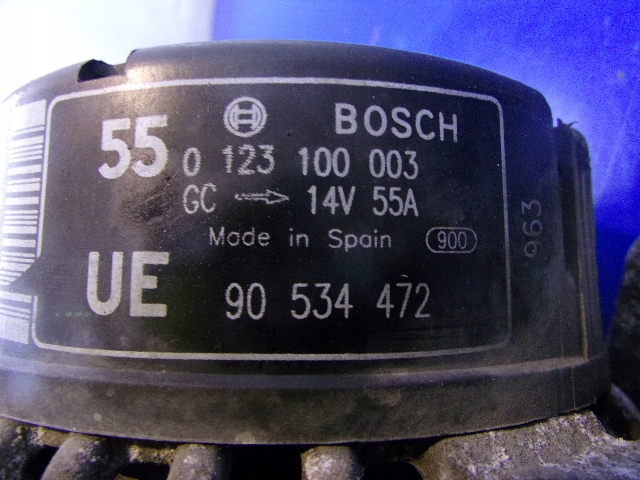 55 BOSCH
0 123 100 003
GC → 14V 55A
Made in Spain 900
UE 90 534 472
963